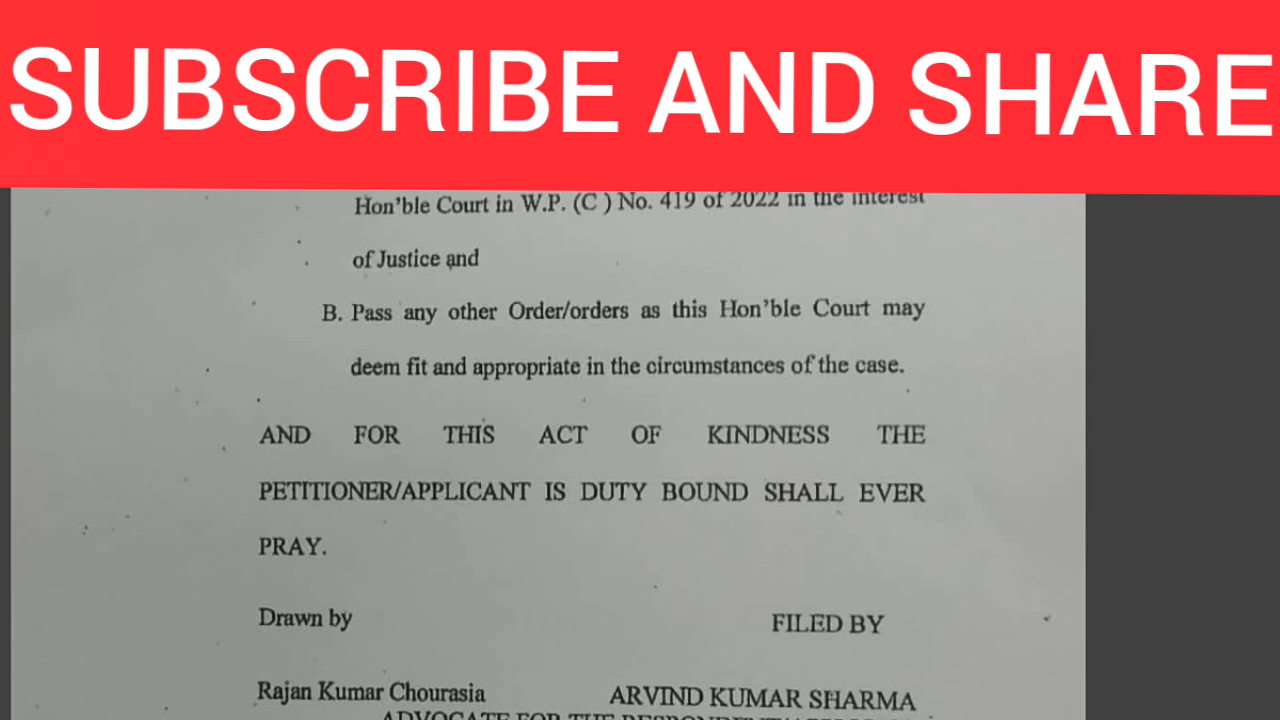 SUBSCRIBE AND SHARE
Hon'ble Court in W.P. (C ) No. 419 of 2022 in the interest
of Justice and
B. Pass any other Order/orders as this Hon'ble Court may
deem fit and appropriate in the circumstances of the case.
AND FOR THIS ACT OF KINDNESS THE
PETITIONER/APPLICANT IS DUTY BOUND SHALL EVER
PRAY.
Drawn by FILED BY
Rajan Kumar Chourasia ARVIND KUMAR SHARMA
ADVOCATE FOR THE